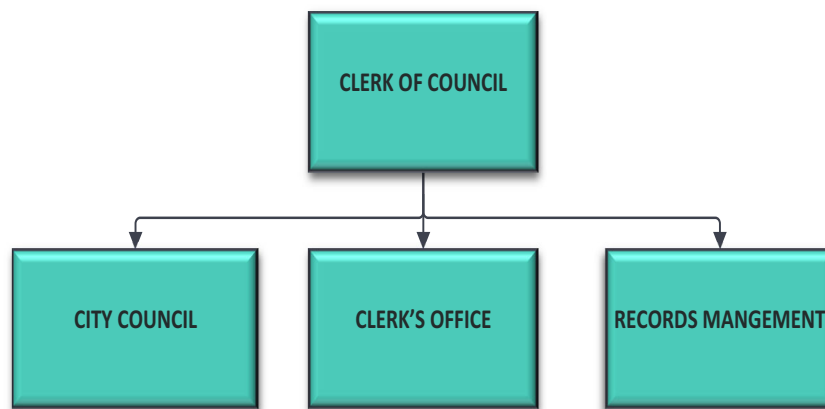 CLERK OF COUNCIL
CITY COUNCIL
CLERK'S OFFICE
RECORDS MANGEMENT